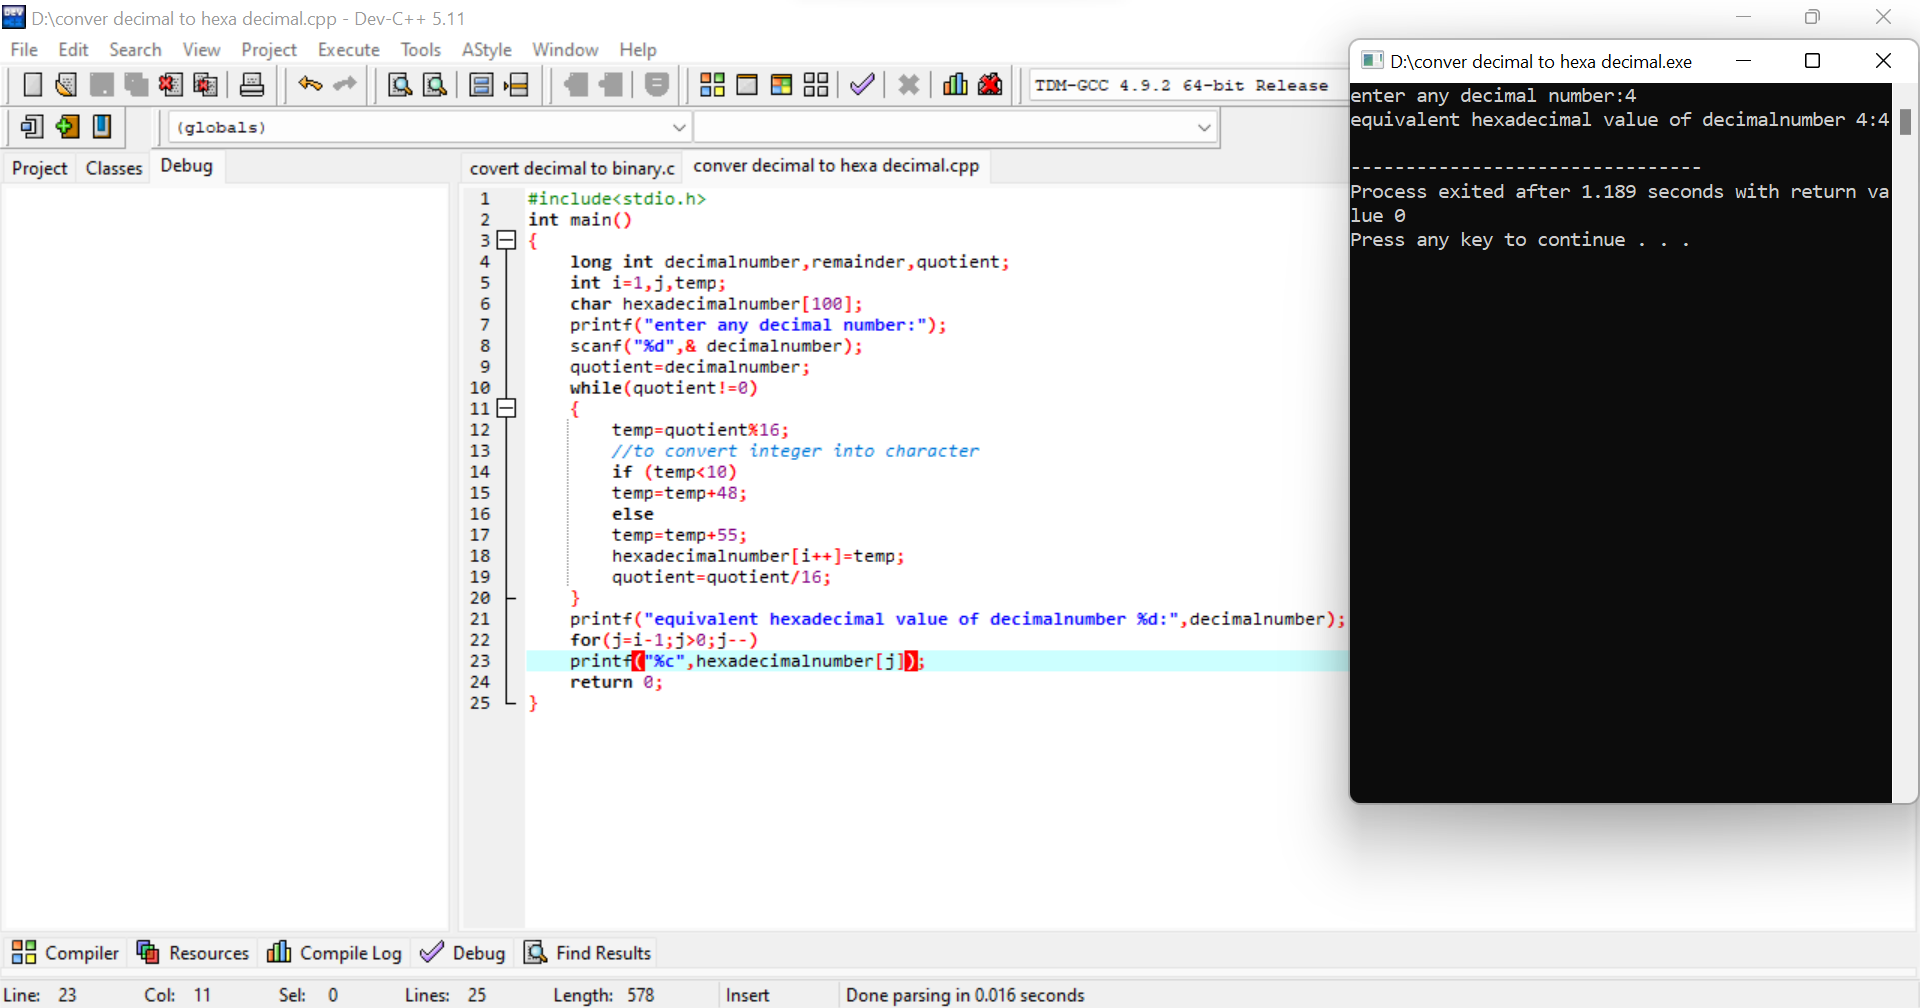 D:\conver decimal to hexa decimal.cpp - Dev-C++ 5.11
File Edit Search View Project Execute Tools AStyle Window Help
TDM-GCC 4.9.2 64-bit Release
(globals)
Project Classes Debug
covert decimal to binary.c conver decimal to hexa decimal.cpp
1 #include<stdio.h>
2 int main()
3 {
4 long int decimalnumber,remainder,quotient;
5 int i=1,j,temp;
6 char hexadecimalnumber[100];
7 printf("enter any decimal number:");
8 scanf("%d",& decimalnumber);
9 quotient=decimalnumber;
10 while(quotient!=0)
11 {
12 temp=quotient%16;
13 //to convert integer into character
14 if (temp<10)
15 temp=temp+48;
16 else
17 temp=temp+55;
18 hexadecimalnumber[i++]=temp;
19 quotient=quotient/16;
20 }
21 printf("equivalent hexadecimal value of decimalnumber %d:",decimalnumber);
22 for(j=i-1;j>0;j--)
23 printf("%c",hexadecimalnumber[j]);
24 return 0;
25 }
D:\conver decimal to hexa decimal.exe
enter any decimal number:4
equivalent hexadecimal value of decimalnumber 4:4
--------------------------------
Process exited after 1.189 seconds with return va
lue 0
Press any key to continue . . .
Compiler Resources Compile Log Debug Find Results
Line: 23 Col: 11 Sel: 0 Lines: 25 Length: 578 Insert Done parsing in 0.016 seconds